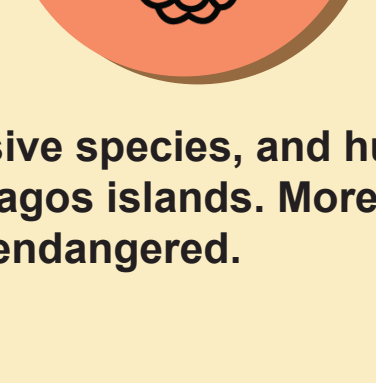 sive species, and hu
agos islands. More
endangered.